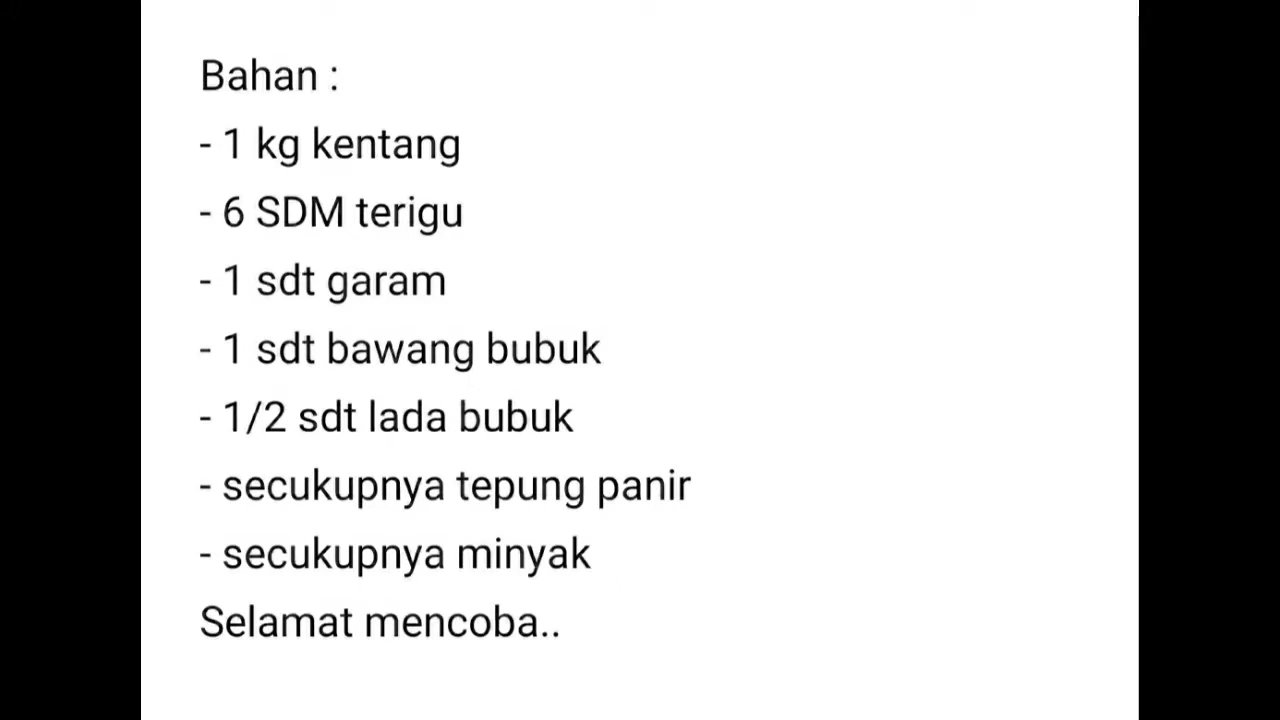 Bahan :
- 1 kg kentang
- 6 SDM terigu
- 1 sdt garam
- 1 sdt bawang bubuk
- 1/2 sdt lada bubuk
- secukupnya tepung panir
- secukupnya minyak
Selamat mencoba..